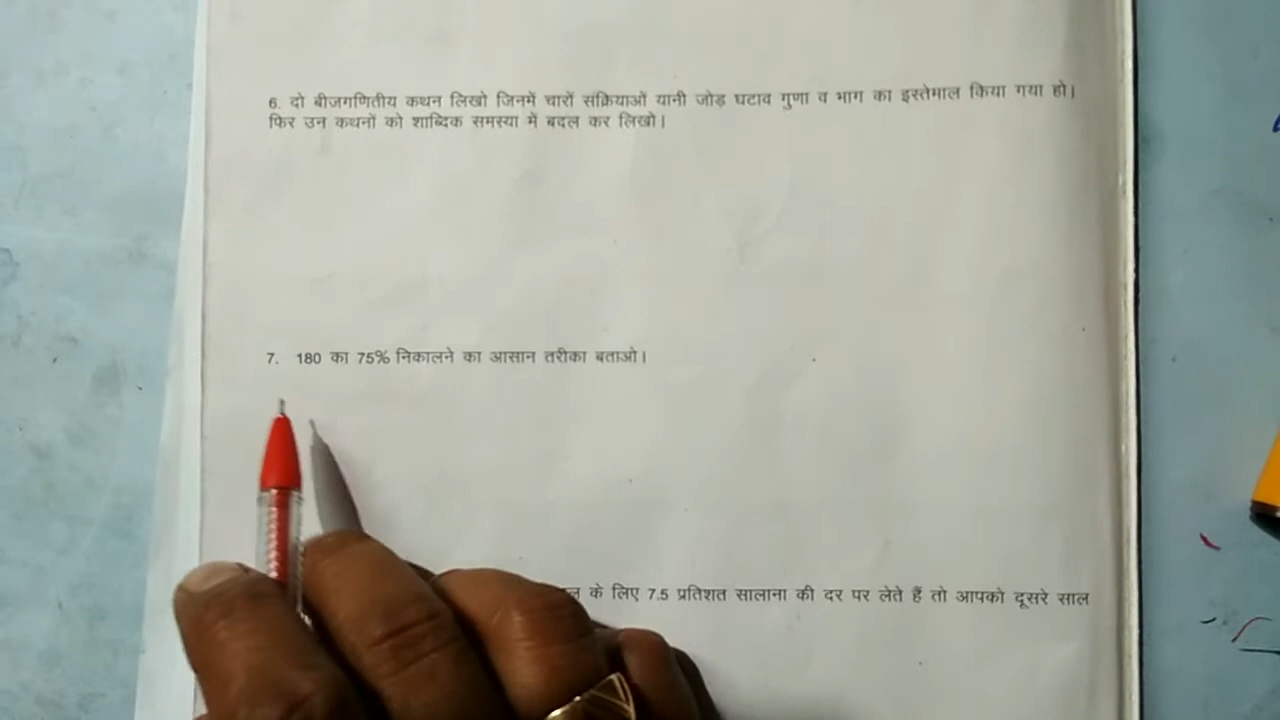 6. दो बीजगणितीय कथन लिखो जिनमें चारों संक्रियाओं यानी जोड़ घटाव गुणा व भाग का इस्तेमाल किया गया हो।
फिर उन कथनों को शाब्दिक समस्या में बदल कर लिखो।
7. 180 का 75% निकालने का आसान तरीका बताओ।
के लिए 7.5 प्रतिशत सालाना की दर पर लेते हैं तो आपको दूसरे साल